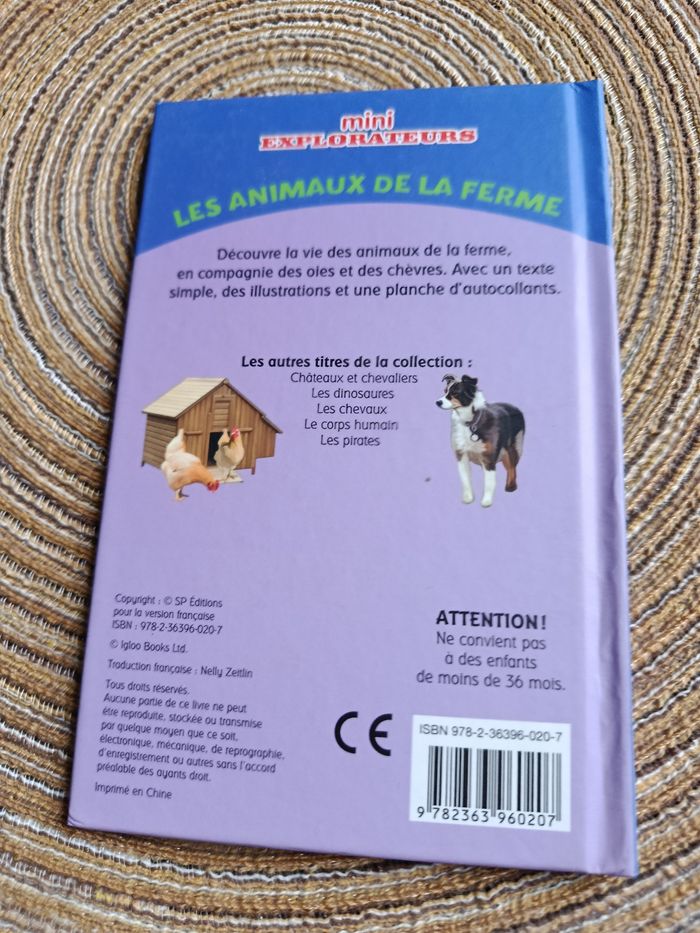 mini
EXPLORATEURS
LES ANIMAUX DE LA FERME
Découvre la vie des animaux de la ferme,
en compagnie des oies et des chèvres. Avec un texte
simple, des illustrations et une planche d'autocollants.
Les autres titres de la collection :
Châteaux et chevaliers
Les dinosaures
Les chevaux
Le corps humain
Les pirates
Copyright : © SP Éditions
pour la version française
ISBN : 978-2-36396-020-7
© Igloo Books Ltd.
Traduction française : Nelly Zeitlin
Tous droits réservés.
Aucune partie de ce livre ne peut
être reproduite, stockée ou transmise
par quelque moyen que ce soit,
électronique, mécanique, de reprographie,
d'enregistrement ou autres sans l'accord
préalable des ayants droit.
Imprimé en Chine
ATTENTION!
Ne convient pas
à des enfants
de moins de 36 mois.
CE
ISBN 978-2-36396-020-7
9 782363 960207